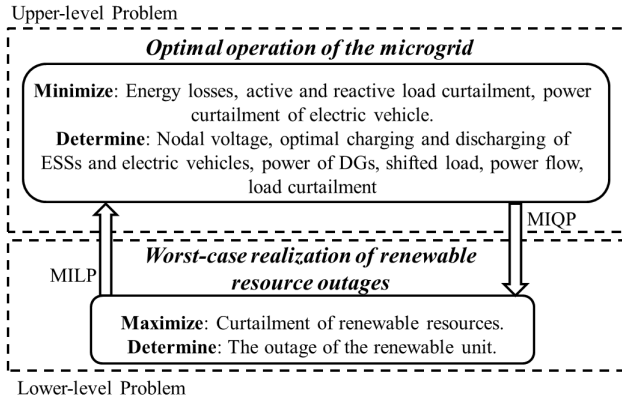 Upper-level Problem
Optimal operation of the microgrid
Minimize: Energy losses, active and reactive load curtailment, power
curtailment of electric vehicle.
Determine: Nodal voltage, optimal charging and discharging of
ESSs and electric vehicles, power of DGs, shifted load, power flow,
load curtailment
MIQP
MILP
Worst-case realization of renewable
resource outages
Maximize: Curtailment of renewable resources.
Determine: The outage of the renewable unit.
Lower-level Problem